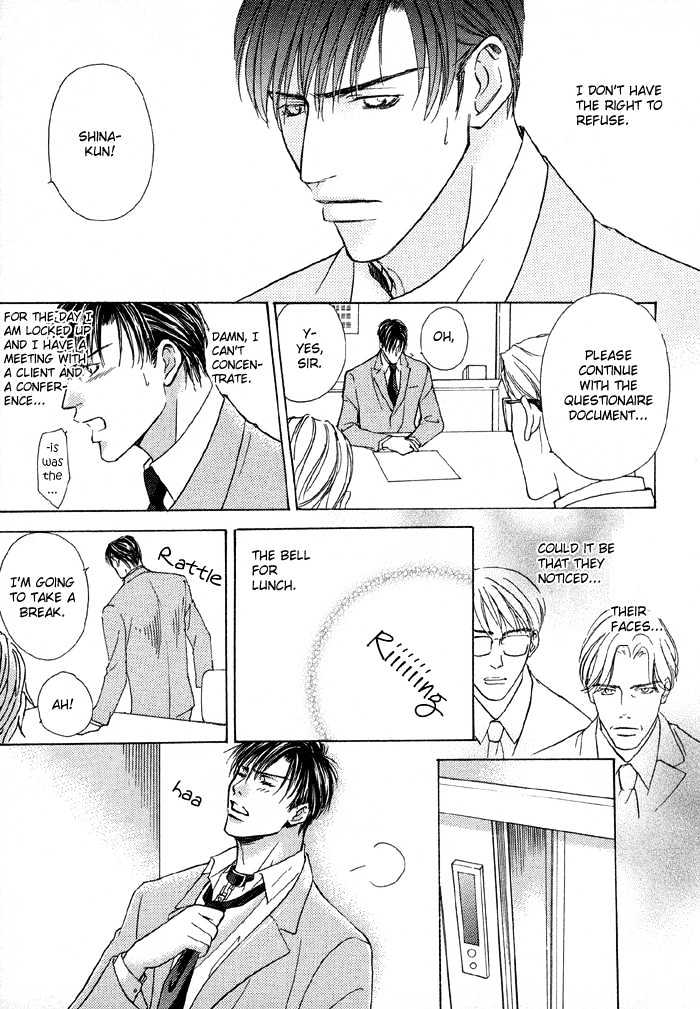 I DON'T HAVE
THE RIGHT TO
REFUSE.
SHINA-
KUN!
PLEASE
CONTINUE
WITH THE
QUESTIONAIRE
DOCUMENT...
OH,
Y-
YES,
SIR.
DAMN, I
CAN'T
CONCEN-
TRATE.
FOR THE DAY I
AM LOCKED UP
AND I HAVE A
MEETING WITH
A CLIENT AND
A CONFER-
ENCE...
-is
was
the
...
COULD IT BE
THAT THEY
NOTICED...
THEIR
FACES...
THE BELL
FOR
LUNCH.
Riiiiiing
Rattle
I'M GOING
TO TAKE A
BREAK.
AH!
haa